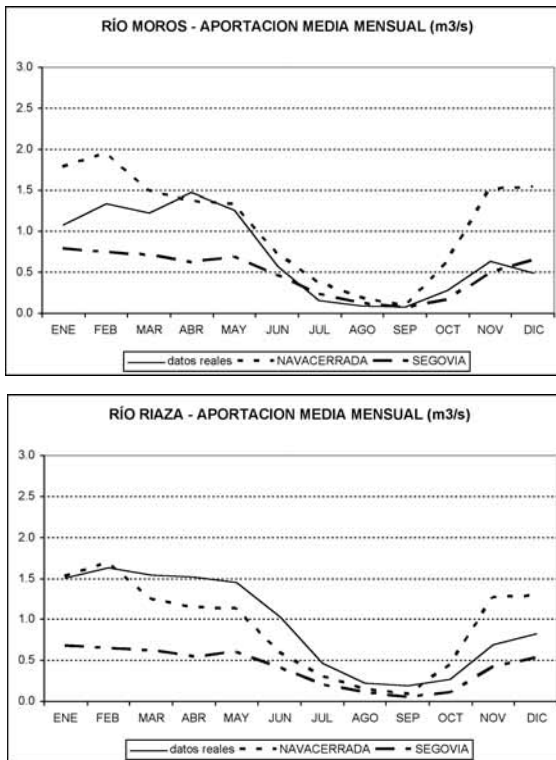 RÍO MOROS - APORTACION MEDIA MENSUAL (m3/s)
3.0
2.5
2.0
1.5
1.0
0.5
0.0
ENE FEB MAR ABR MAY JUN JUL AGO SEP OCT NOV DIC
datos reales NAVACERRADA SEGOVIA
RÍO RIAZA - APORTACION MEDIA MENSUAL (m3/s)
3.0
2.5
2.0
1.5
1.0
0.5
0.0
ENE FEB MAR ABR MAY JUN JUL AGO SEP OCT NOV DIC
datos reales NAVACERRADA SEGOVIA